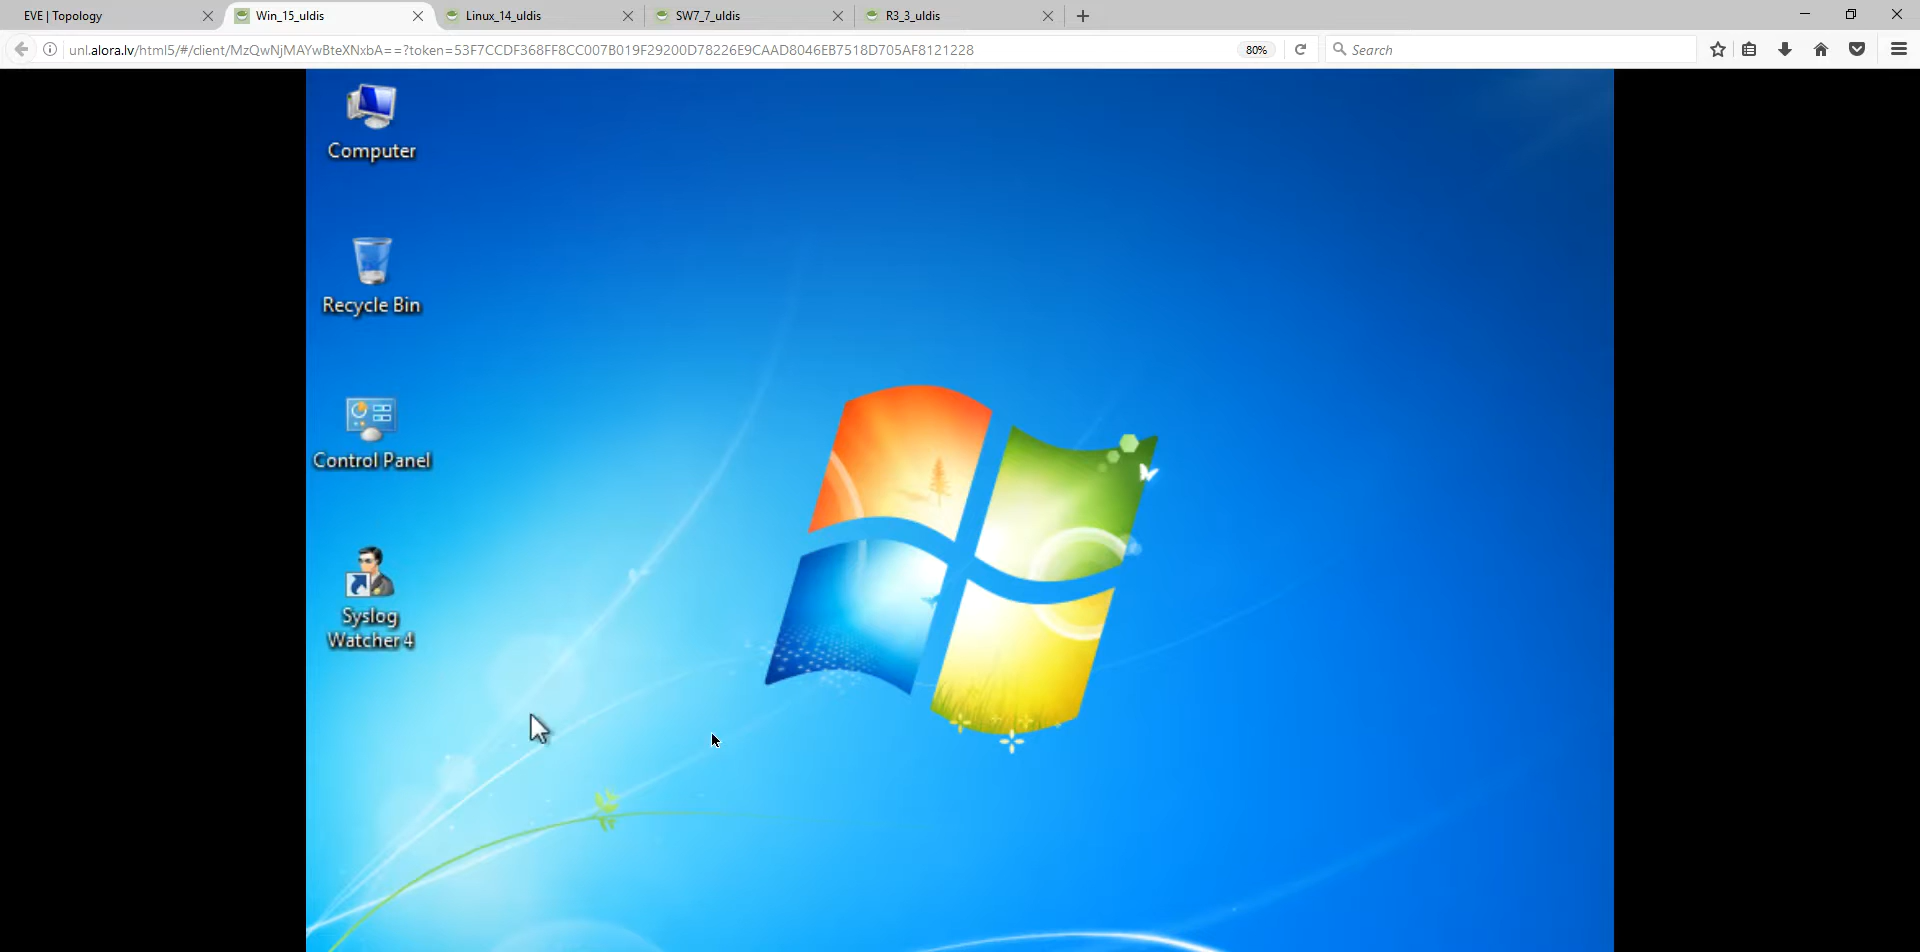 EVE | Topology
Win_15_uldis
Linux_14_uldis
SW7_7_uldis
R3_3_uldis
unl.alora.lv/html5/#/client/MzQwNjMAYwBteXNxbA==?token=53F7CCDF368FF8CC007B019F29200D78226E9CAAD8046EB7518D705AF8121228
80%
Search
Computer
Recycle Bin
Control Panel
Syslog
Watcher 4